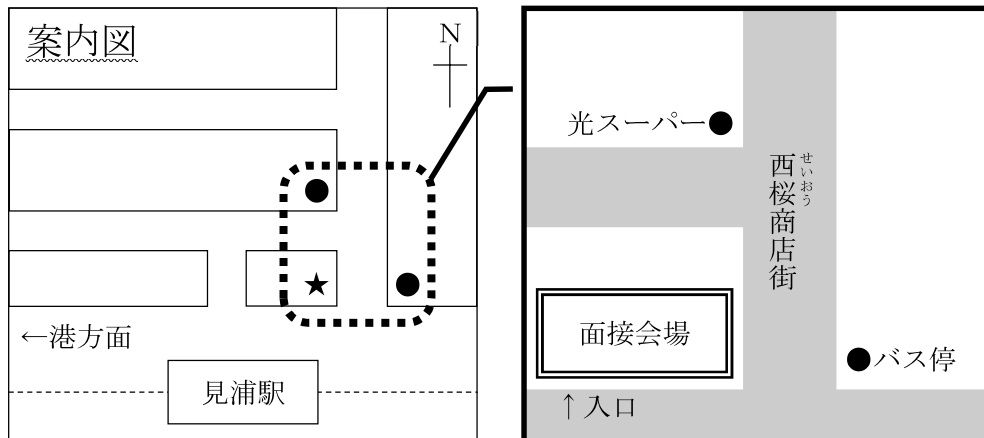 案内図
N
←港方面
見浦駅
光スーパー●
西桜商店街
せいおう
面接会場
●バス停
↑入口